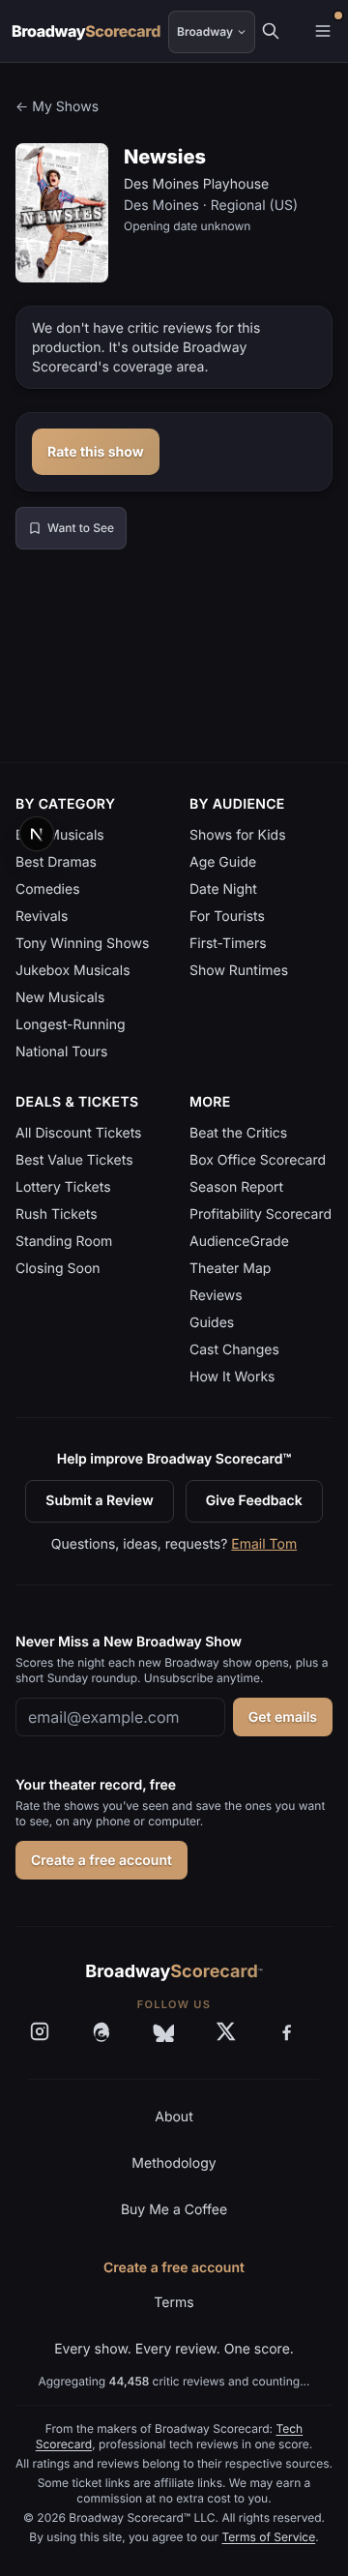 BroadwayScorecard Broadway
← My Shows
Newsies
Des Moines Playhouse
Des Moines · Regional (US)
Opening date unknown
NEWSIES
THE MUSICAL
We don't have critic reviews for this
production. It's outside Broadway
Scorecard's coverage area.
Rate this show
Want to See
BY CATEGORY
N Musicals
Best Dramas
Comedies
Revivals
Tony Winning Shows
Jukebox Musicals
New Musicals
Longest-Running
National Tours
BY AUDIENCE
Shows for Kids
Age Guide
Date Night
For Tourists
First-Timers
Show Runtimes
DEALS & TICKETS
All Discount Tickets
Best Value Tickets
Lottery Tickets
Rush Tickets
Standing Room
Closing Soon
MORE
Beat the Critics
Box Office Scorecard
Season Report
Profitability Scorecard
AudienceGrade
Theater Map
Reviews
Guides
Cast Changes
How It Works
Help improve Broadway Scorecard™
Submit a Review Give Feedback
Questions, ideas, requests? Email Tom
Never Miss a New Broadway Show
Scores the night each new Broadway show opens, plus a
short Sunday roundup. Unsubscribe anytime.
email@example.com Get emails
Your theater record, free
Rate the shows you've seen and save the ones you want
to see, on any phone or computer.
Create a free account
BroadwayScorecard™
FOLLOW US
About
Methodology
Buy Me a Coffee
Create a free account
Terms
Every show. Every review. One score.
Aggregating 44,458 critic reviews and counting...
From the makers of Broadway Scorecard: Tech
Scorecard, professional tech reviews in one score.
All ratings and reviews belong to their respective sources.
Some ticket links are affiliate links. We may earn a
commission at no extra cost to you.
© 2026 Broadway Scorecard™ LLC. All rights reserved.
By using this site, you agree to our Terms of Service.